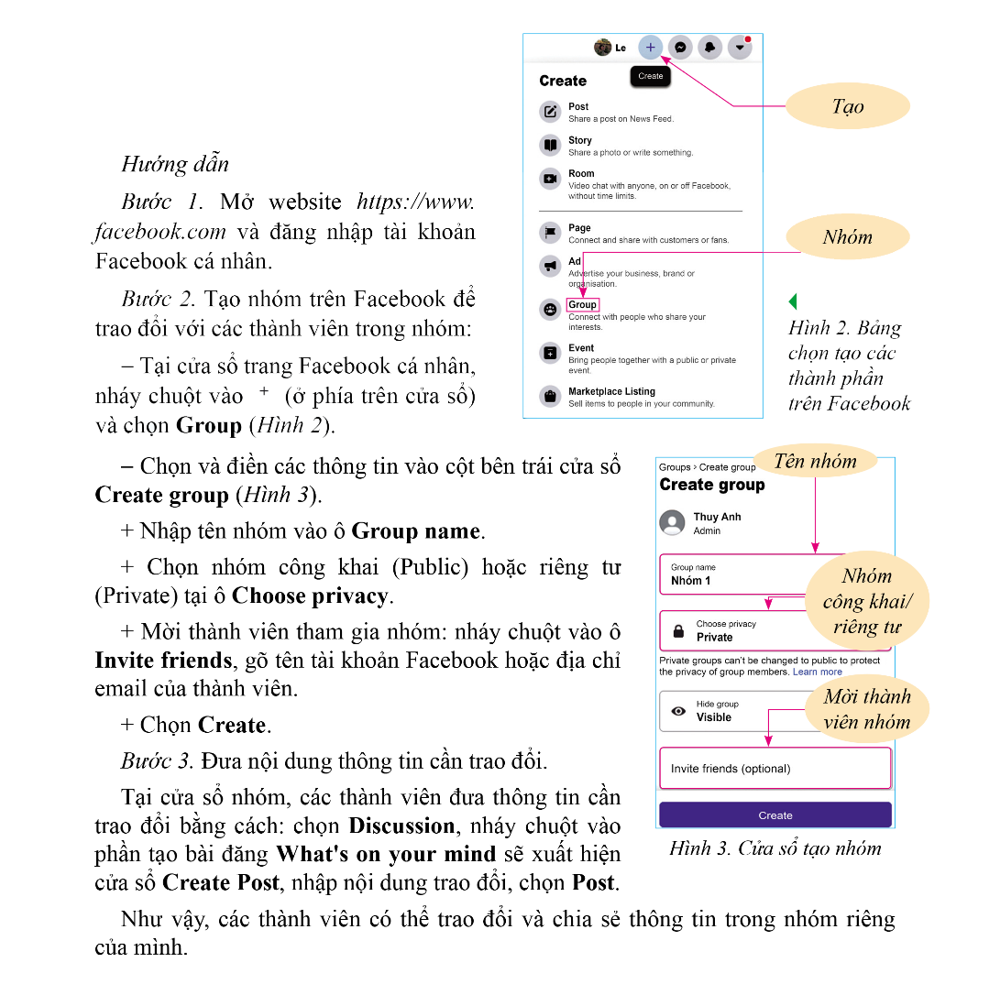 Hướng dẫn
Bước 1. Mở website https://www.
facebook.com và đăng nhập tài khoản
Facebook cá nhân.
Bước 2. Tạo nhóm trên Facebook để
trao đổi với các thành viên trong nhóm:
– Tại cửa sổ trang Facebook cá nhân,
nháy chuột vào + (ở phía trên cửa sổ)
và chọn Group (Hình 2).
Le
Create
Create
Post
Share a post on News Feed.
Story
Share a photo or write something.
Room
Video chat with anyone, on or off Facebook,
without time limits.
Page
Connect and share with customers or fans.
Ad
Advertise your business, brand or
organisation.
Group
Connect with people who share your
interests.
Event
Bring people together with a public or private
event.
Marketplace Listing
Sell items to people in your community.
Tạo
Nhóm
Hình 2. Bảng
chọn tạo các
thành phần
trên Facebook
– Chọn và điền các thông tin vào cột bên trái cửa sổ
Create group (Hình 3).
+ Nhập tên nhóm vào ô Group name.
+ Chọn nhóm công khai (Public) hoặc riêng tư
(Private) tại ô Choose privacy.
+ Mời thành viên tham gia nhóm: nháy chuột vào ô
Invite friends, gõ tên tài khoản Facebook hoặc địa chỉ
email của thành viên.
+ Chọn Create.
Bước 3. Đưa nội dung thông tin cần trao đổi.
Tại cửa sổ nhóm, các thành viên đưa thông tin cần
trao đổi bằng cách: chọn Discussion, nháy chuột vào
phần tạo bài đăng What's on your mind sẽ xuất hiện
cửa sổ Create Post, nhập nội dung trao đổi, chọn Post.
Groups › Create group
Create group
Thuy Anh
Admin
Group name
Nhóm 1
Choose privacy
Private
Private groups can't be changed to public to protect
the privacy of group members. Learn more
Hide group
Visible
Invite friends (optional)
Create
Tên nhóm
Nhóm
công khai/
riêng tư
Mời thành
viên nhóm
Hình 3. Cửa sổ tạo nhóm
Như vậy, các thành viên có thể trao đổi và chia sẻ thông tin trong nhóm riêng
của mình.